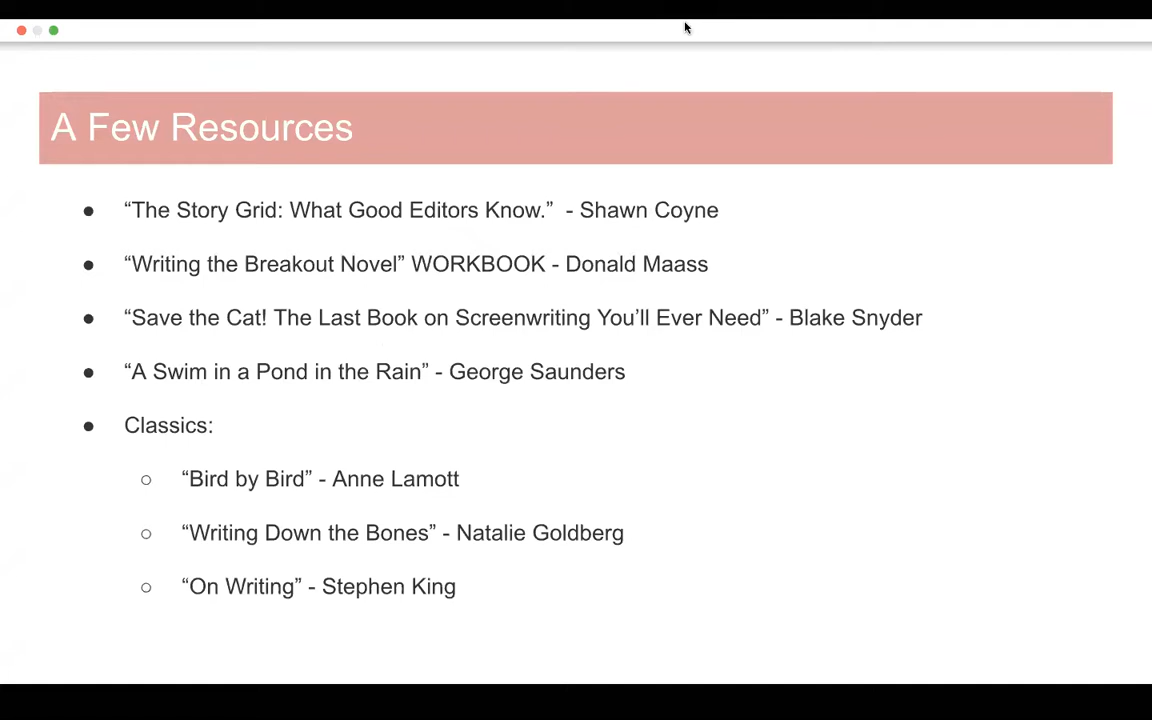 A Few Resources
● “The Story Grid: What Good Editors Know.”  - Shawn Coyne
● “Writing the Breakout Novel” WORKBOOK - Donald Maass
● “Save the Cat! The Last Book on Screenwriting You’ll Ever Need” - Blake Snyder
● “A Swim in a Pond in the Rain” - George Saunders
● Classics:
○ “Bird by Bird” - Anne Lamott
○ “Writing Down the Bones” - Natalie Goldberg
○ “On Writing” - Stephen King